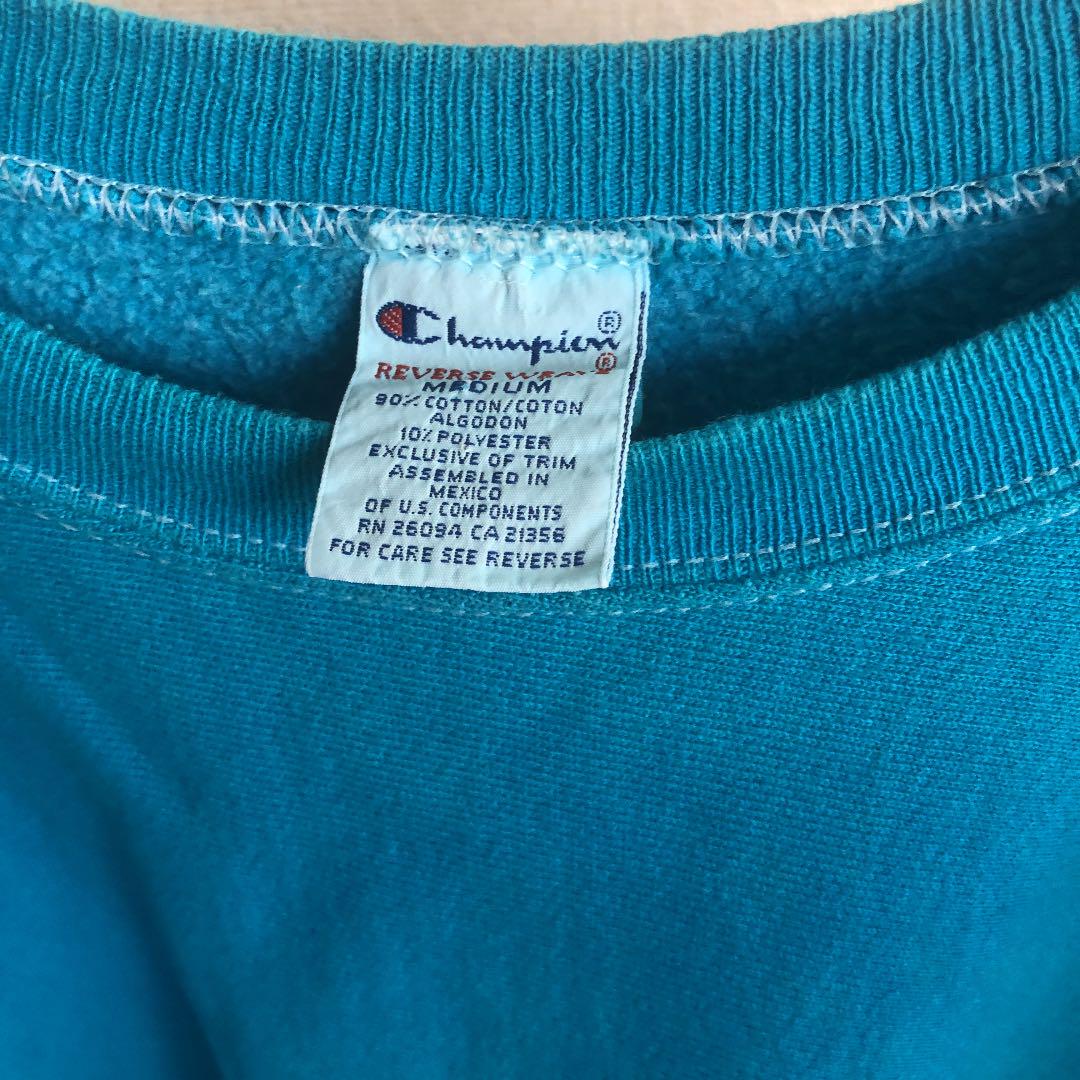 Champion®
REVERSE WEAVE®
MEDIUM
90% COTTON/COTON
ALGODON
10% POLYESTER
EXCLUSIVE OF TRIM
ASSEMBLED IN
MEXICO
OF U.S. COMPONENTS
RN 26094 CA 21356
FOR CARE SEE REVERSE